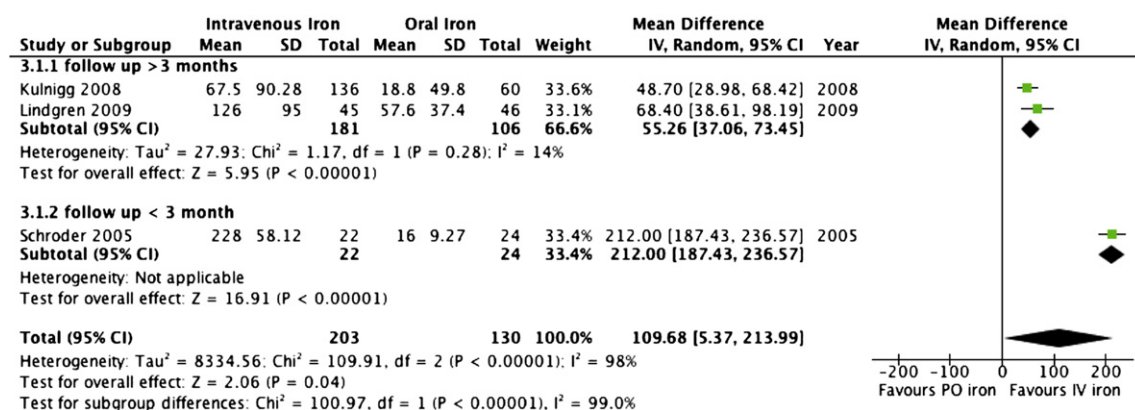 Intravenous Iron Oral Iron Mean Difference Mean Difference
Study or Subgroup Mean SD Total Mean SD Total Weight IV, Random, 95% CI Year IV, Random, 95% CI
3.1.1 follow up >3 months
Kulnigg 2008 67.5 90.28 136 18.8 49.8 60 33.6% 48.70 [28.98, 68.42] 2008
Lindgren 2009 126 95 45 57.6 37.4 46 33.1% 68.40 [38.61, 98.19] 2009
Subtotal (95% CI) 181 106 66.6% 55.26 [37.06, 73.45]
Heterogeneity: Tau² = 27.93; Chi² = 1.17, df = 1 (P = 0.28); I² = 14%
Test for overall effect: Z = 5.95 (P < 0.00001)
3.1.2 follow up < 3 month
Schroder 2005 228 58.12 22 16 9.27 24 33.4% 212.00 [187.43, 236.57] 2005
Subtotal (95% CI) 22 24 33.4% 212.00 [187.43, 236.57]
Heterogeneity: Not applicable
Test for overall effect: Z = 16.91 (P < 0.00001)
Total (95% CI) 203 130 100.0% 109.68 [5.37, 213.99]
Heterogeneity: Tau² = 8334.56; Chi² = 109.91, df = 2 (P < 0.00001); I² = 98%
Test for overall effect: Z = 2.06 (P = 0.04)
Test for subgroup differences: Chi² = 100.97, df = 1 (P < 0.00001), I² = 99.0%
-200 -100 0 100 200
Favours PO iron Favours IV iron